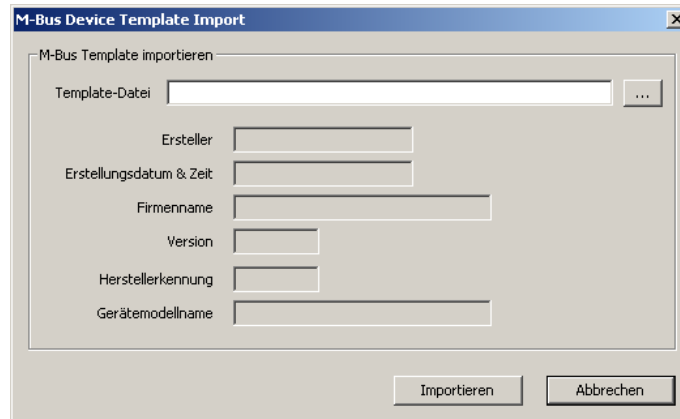 M-Bus Device Template Import
M-Bus Template importieren
Template-Datei
...
Ersteller
Erstellungsdatum & Zeit
Firmenname
Version
Herstellerkennung
Gerätemodellname
Importieren Abbrechen